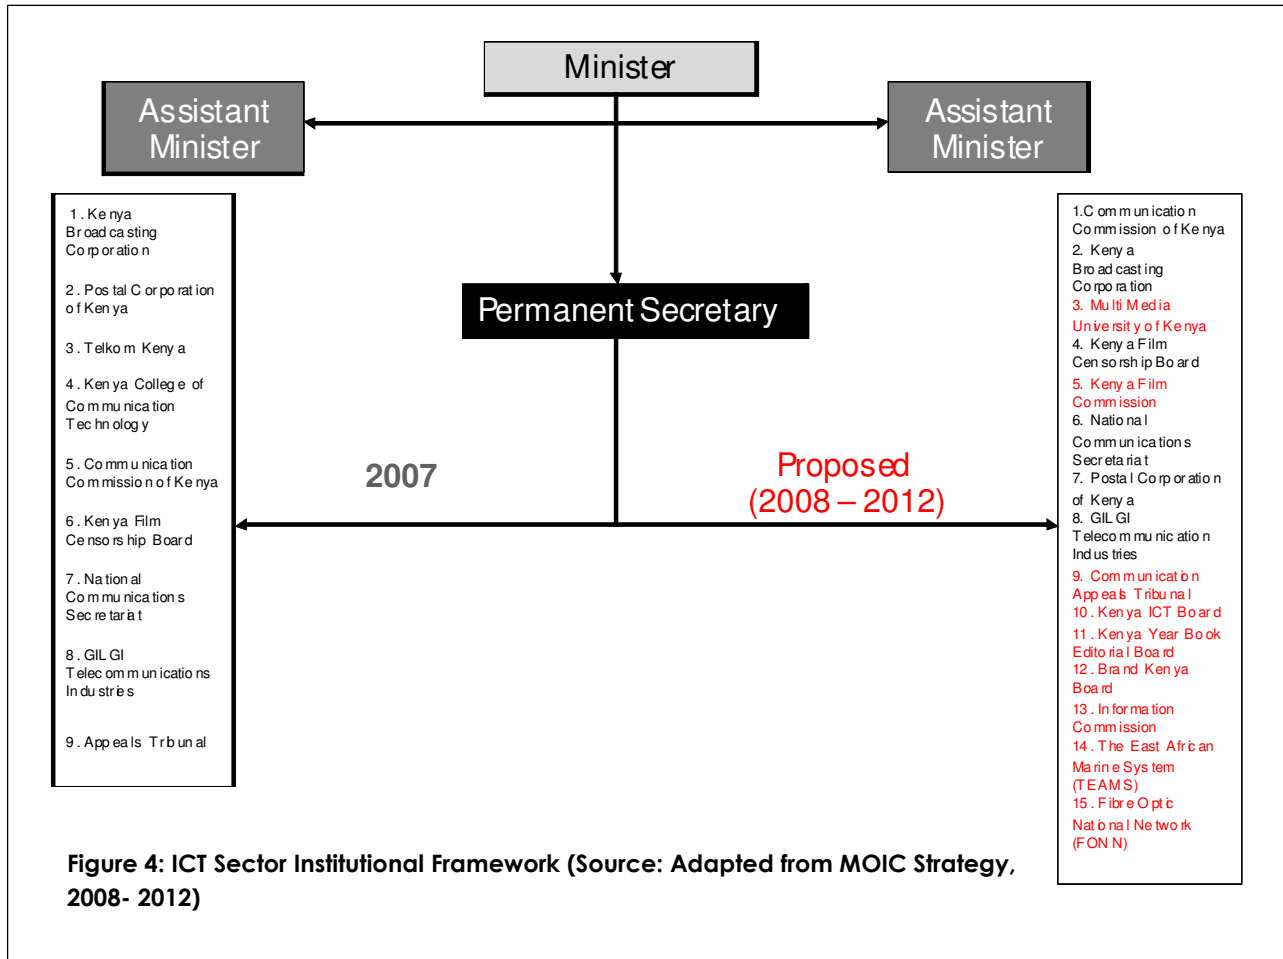 Minister
Assistant
Minister
Assistant
Minister
1. Kenya
Broadcasting
Corporation
2. Postal Corporation
of Kenya
3. Telkom Kenya
4. Kenya College of
Communication
Technology
5. Communication
Commission of Kenya
6. Kenya Film
Censorship Board
7. National
Communications
Secretariat
8. GILGI
Telecommunications
Industries
9. Appeals Tribunal
Permanent Secretary
2007
Proposed
(2008 – 2012)
1.Communication
Commission of Kenya
2. Kenya
Broadcasting
Corporation
3. Multi Media
University of Kenya
4. Kenya Film
Censorship Board
5. Kenya Film
Commission
6. National
Communications
Secretariat
7. Postal Corporation
of Kenya
8. GILGI
Telecommunication
Industries
9. Communication
Appeals Tribunal
10. Kenya ICT Board
11. Kenya Year Book
Editorial Board
12. Brand Kenya
Board
13. Information
Commission
14. The East African
Marine System
(TEAMS)
15. Fibre Optic
National Network
(FONN)
Figure 4: ICT Sector Institutional Framework (Source: Adapted from MOIC Strategy,
2008- 2012)